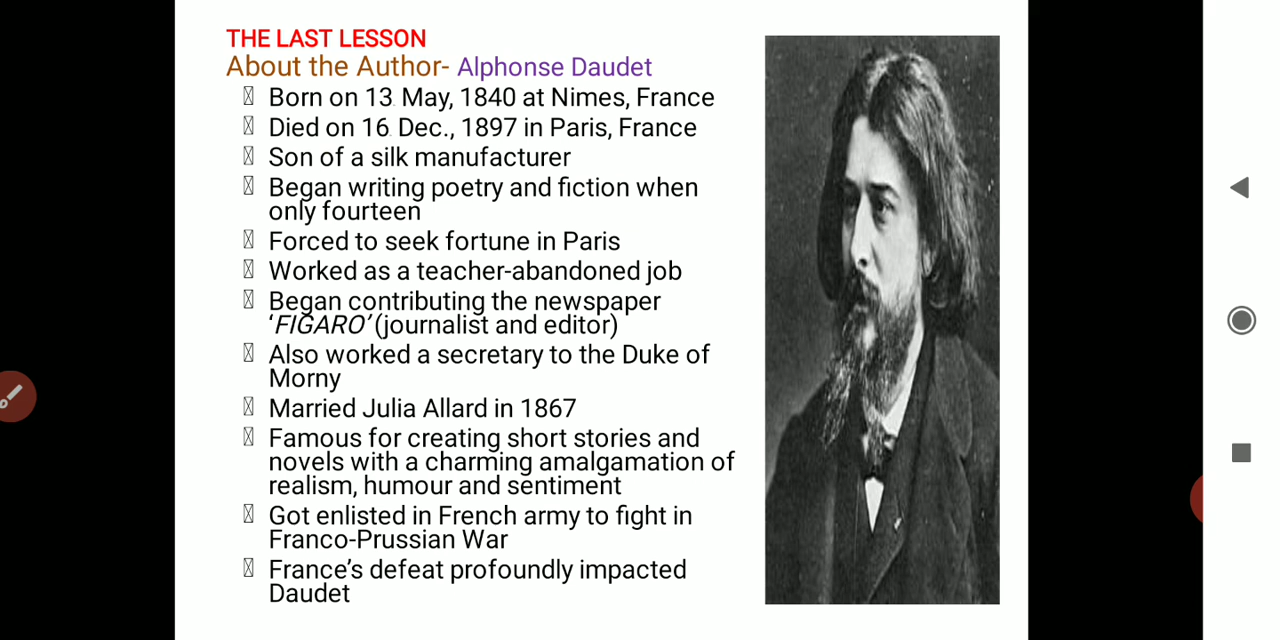 THE LAST LESSON
About the Author- Alphonse Daudet
Born on 13 May, 1840 at Nimes, France
Died on 16 Dec., 1897 in Paris, France
Son of a silk manufacturer
Began writing poetry and fiction when
only fourteen
Forced to seek fortune in Paris
Worked as a teacher-abandoned job
Began contributing the newspaper
‘FIGARO’ (journalist and editor)
Also worked a secretary to the Duke of
Morny
Married Julia Allard in 1867
Famous for creating short stories and
novels with a charming amalgamation of
realism, humour and sentiment
Got enlisted in French army to fight in
Franco-Prussian War
France’s defeat profoundly impacted
Daudet